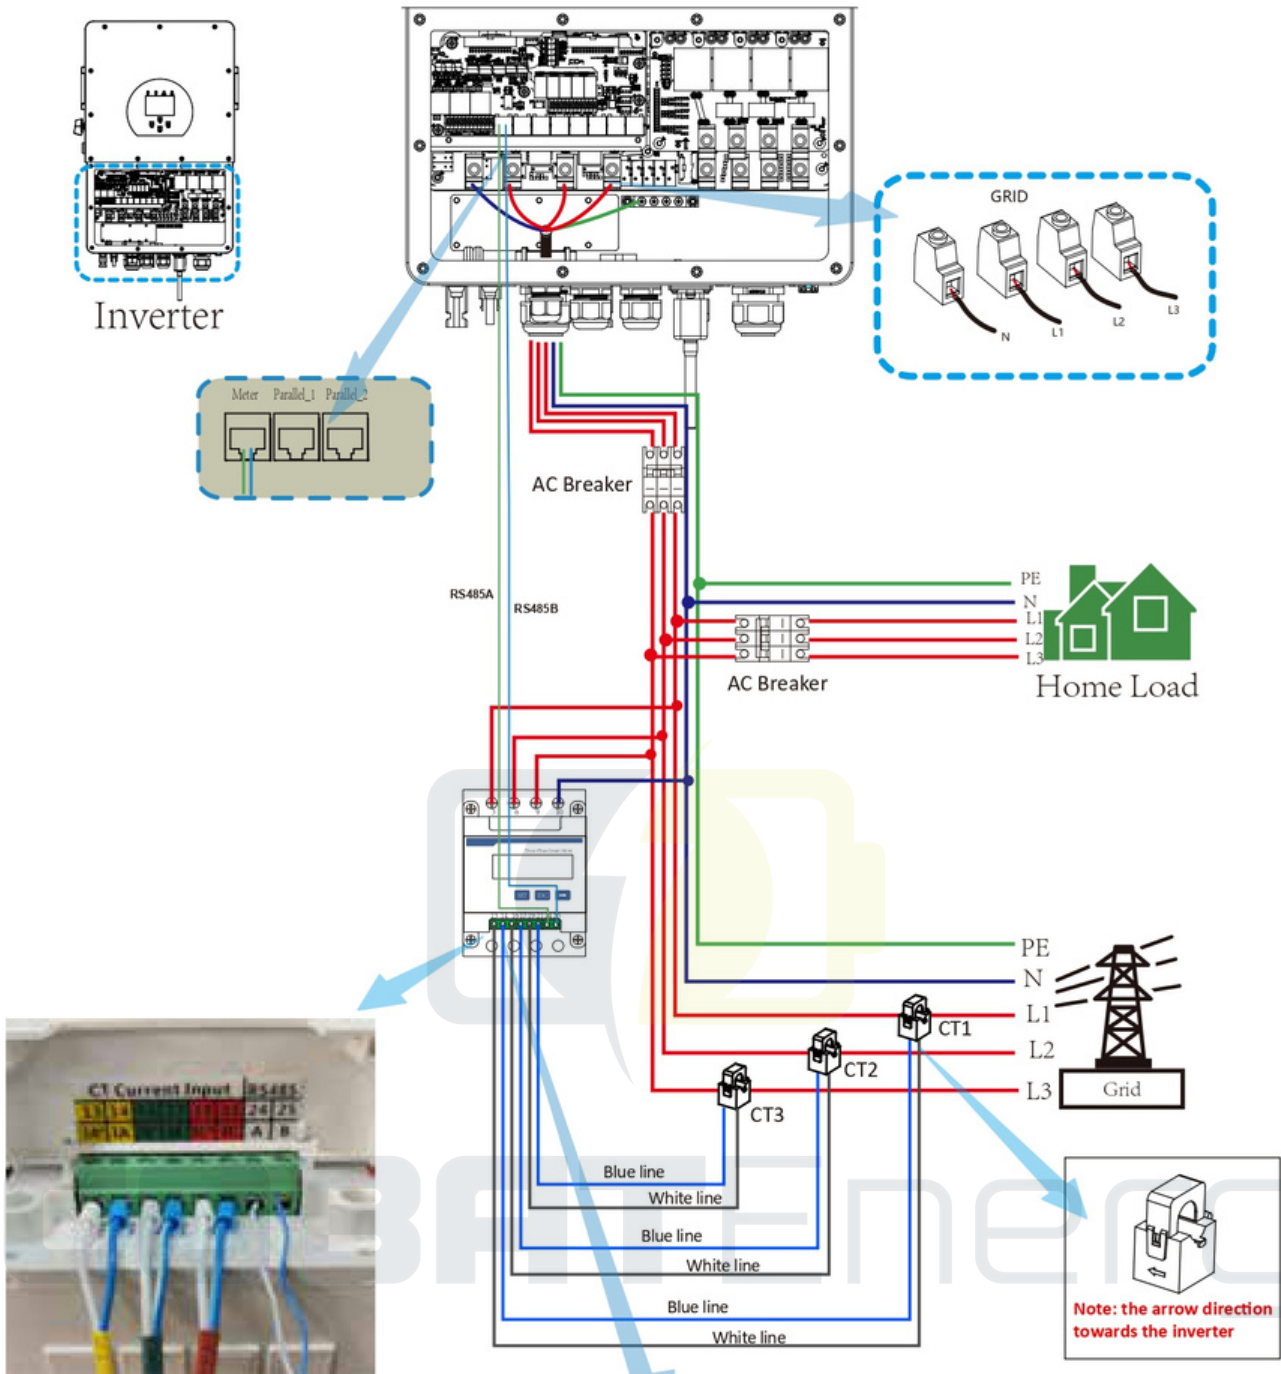 GRID
N
L1
L2
L3
Inverter
Meter
Parallel_1
Parallel_2
AC Breaker
RS485A
RS485B
PE
N
L1
L2
L3
AC Breaker
Home Load
PE
N
L1
CT1
L2
CT2
L3
CT3
Grid
CT Current Input
RS485
24
25
1A
A
B
Blue line
White line
Blue line
White line
Blue line
White line
BATEnerg
Note: the arrow direction
towards the inverter